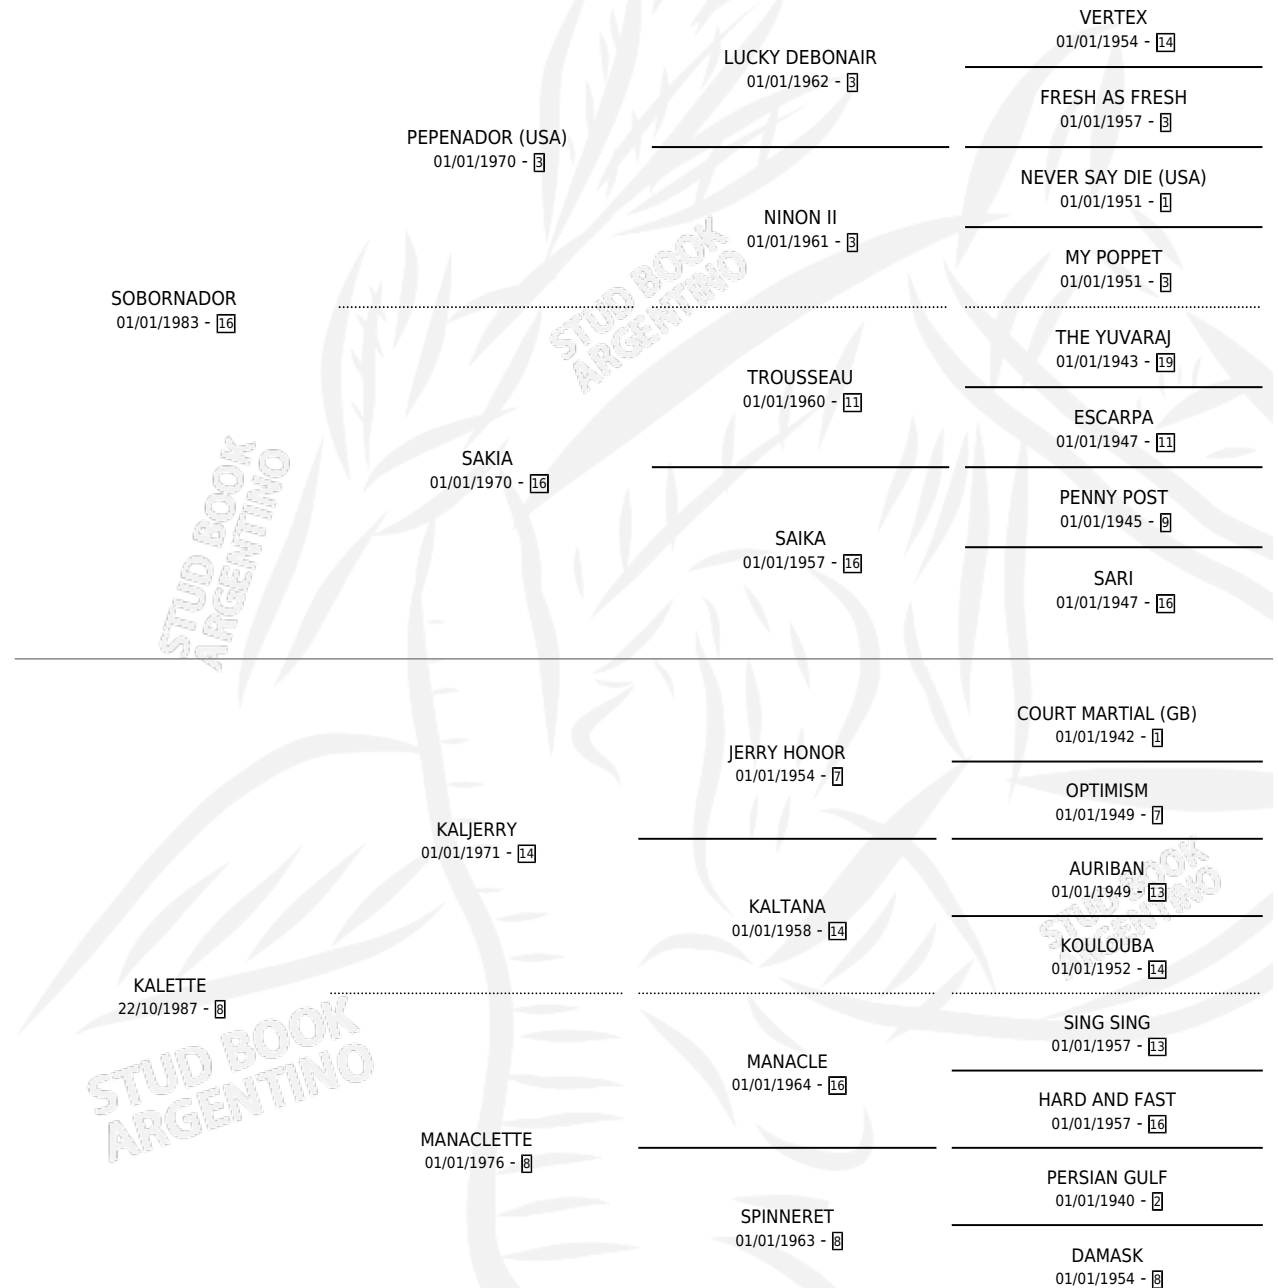 VERTEX
01/01/1954 - 14
LUCKY DEBONAIR
01/01/1962 - 3
FRESH AS FRESH
01/01/1957 - 3
PEPENADOR (USA)
01/01/1970 - 3
NEVER SAY DIE (USA)
01/01/1951 - 1
NINON II
01/01/1961 - 3
MY POPPET
01/01/1951 - 3
SOBORNADOR
01/01/1983 - 16
THE YUVARAJ
01/01/1943 - 19
TROUSSEAU
01/01/1960 - 11
ESCARPA
01/01/1947 - 11
SAKIA
01/01/1970 - 16
PENNY POST
01/01/1945 - 9
SAIKA
01/01/1957 - 16
SARI
01/01/1947 - 16
COURT MARTIAL (GB)
01/01/1942 - 1
JERRY HONOR
01/01/1954 - 7
OPTIMISM
01/01/1949 - 7
KALJERRY
01/01/1971 - 14
AURIBAN
01/01/1949 - 13
KALTANA
01/01/1958 - 14
KOULOUBA
01/01/1952 - 14
KALETTE
22/10/1987 - 8
SING SING
01/01/1957 - 13
MANACLE
01/01/1964 - 16
HARD AND FAST
01/01/1957 - 16
MANACLETTE
01/01/1976 - 8
PERSIAN GULF
01/01/1940 - 2
SPINNERET
01/01/1963 - 8
DAMASK
01/01/1954 - 8
STUD BOOK
ARGENTINO
STUD BOOK
ARGENTINO
STUD BOOK
ARGENTINO
STUD BOOK
ARGENTINO